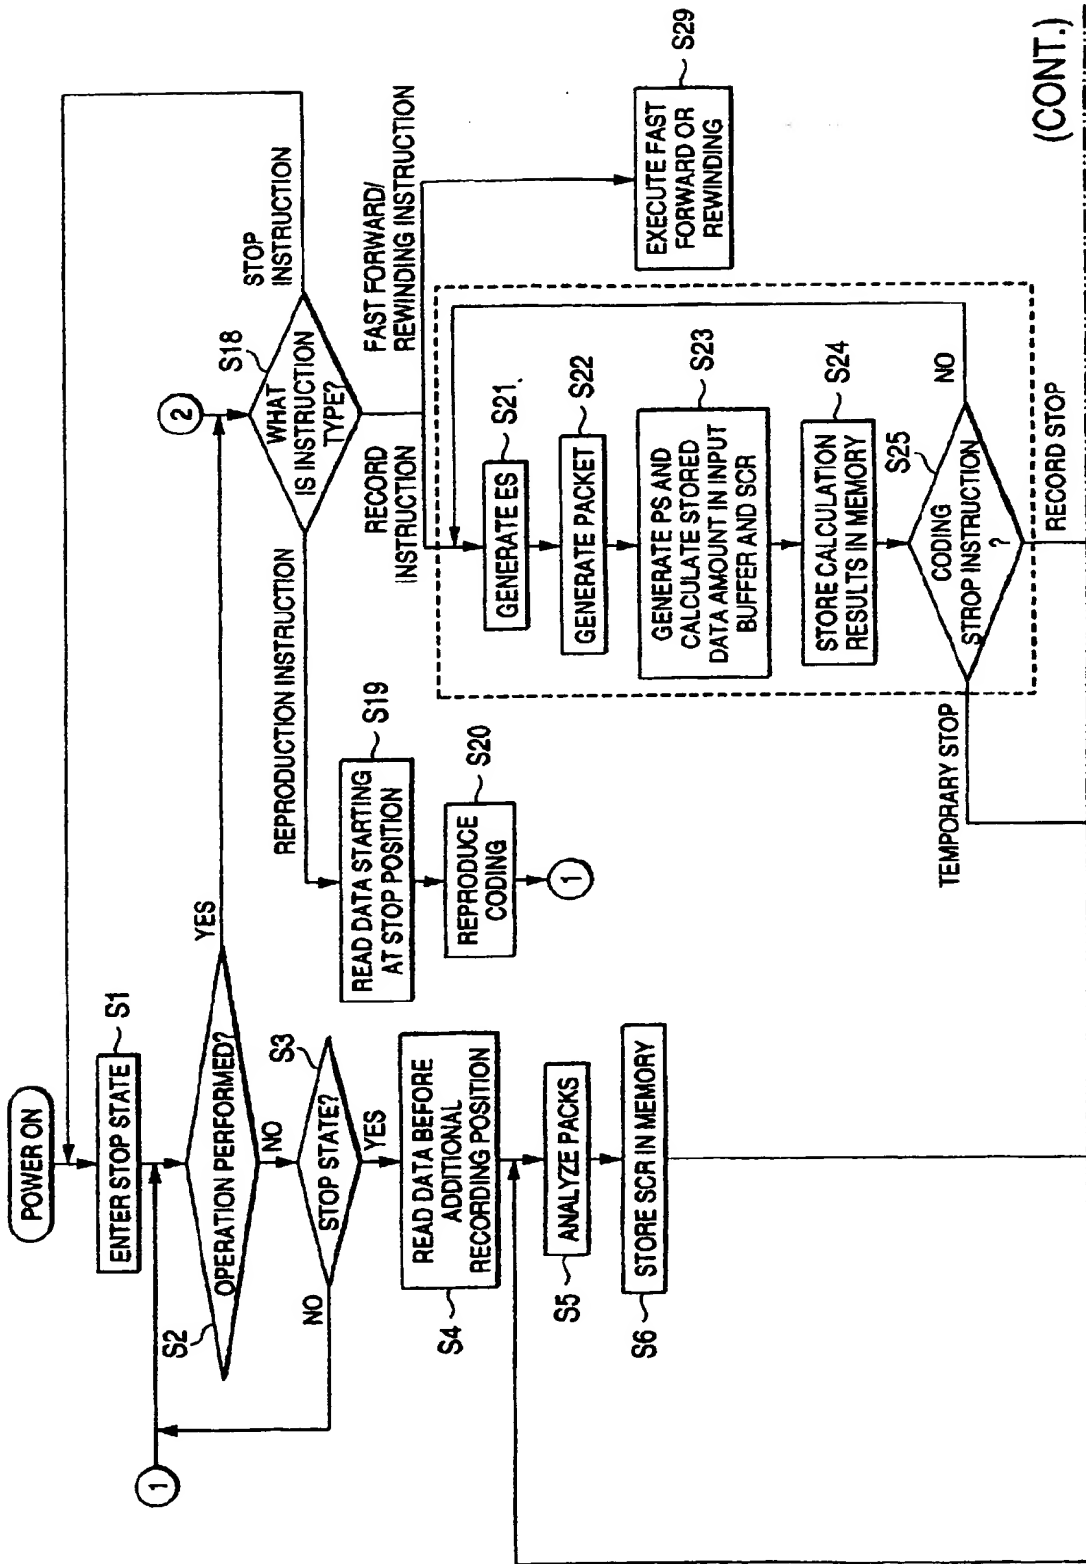 POWER ON
ENTER STOP STATE
S1
1
OPERATION PERFORMED?
S2
YES
NO
STOP STATE?
S3
NO
YES
READ DATA BEFORE
ADDITIONAL
RECORDING POSITION
S4
ANALYZE PACKS
S5
STORE SCR IN MEMORY
S6
2
WHAT
IS INSTRUCTION
TYPE?
S18
STOP
INSTRUCTION
REPRODUCTION INSTRUCTION
READ DATA STARTING
AT STOP POSITION
S19
REPRODUCE
CODING
S20
1
RECORD
INSTRUCTION
FAST FORWARD/
REWINDING INSTRUCTION
GENERATE ES
S21
GENERATE PACKET
S22
GENERATE PS AND
CALCULATE STORED
DATA AMOUNT IN INPUT
BUFFER AND SCR
S23
STORE CALCULATION
RESULTS IN MEMORY
S24
CODING
STROP INSTRUCTION
?
S25
NO
TEMPORARY STOP
RECORD STOP
EXECUTE FAST
FORWARD OR
REWINDING
S29
(CONT.)